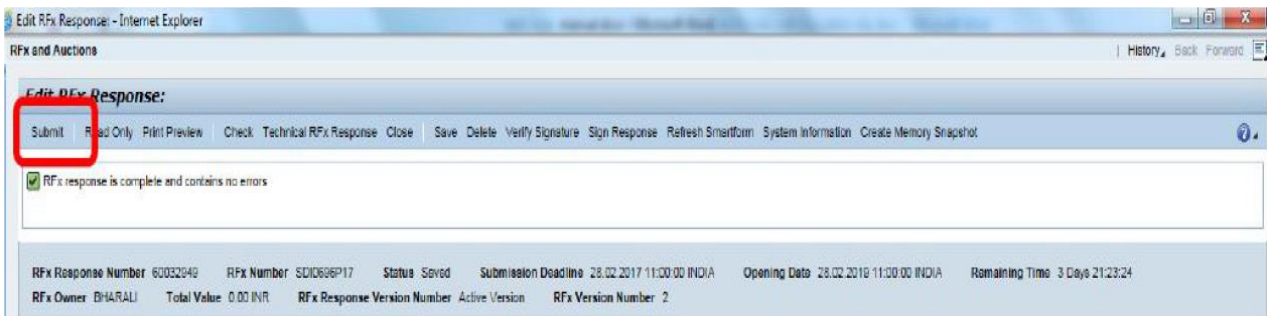 Edit RFx Response: - Internet Explorer
RFx and Auctions
History Back Forward
Edit RFx Response:
Submit Read Only Print Preview Check Technical RFx Response Close Save Delete Verify Signature Sign Response Refresh Smartform System Information Create Memory Snapshot
RFx response is complete and contains no errors
RFx Response Number 60032949 RFx Number SDI0696P17 Status Saved Submission Deadline 28.02.2017 11:00:00 INDIA Opening Date 28.02.2019 11:00:00 INDIA Remaining Time 3 Days 21:23:24
RFx Owner BHARALI Total Value 0.00 INR RFx Response Version Number Active Version RFx Version Number 2